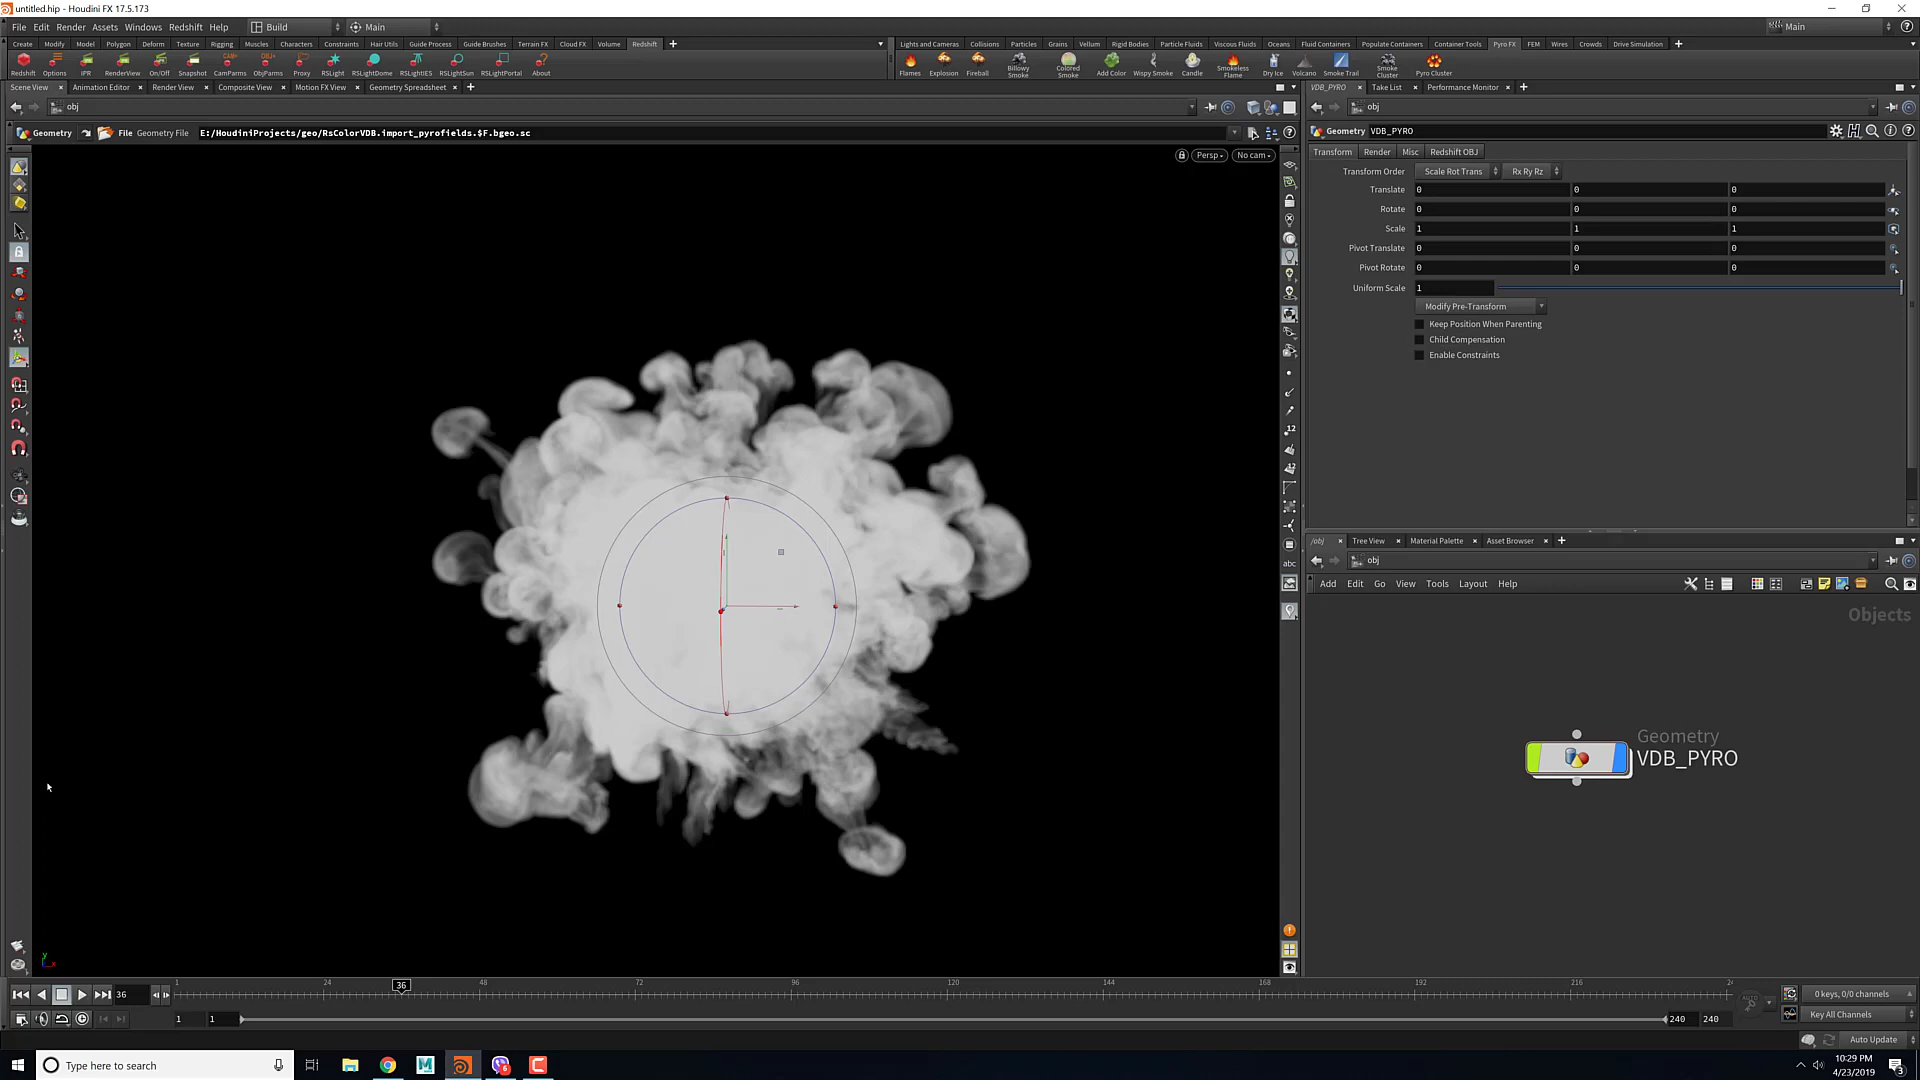 untitled.hip - Houdini FX 17.5.173
File Edit Render Assets Windows Redshift Help Build Main Main
Create Modify Model Polygon Deform Texture Rigging Muscles Characters Constraints Hair Utils Guide Process Guide Brushes Terrain FX Cloud FX Volume Redshift
Lights and Cameras Collisions Particles Grains Vellum Rigid Bodies Particle Fluids Viscous Fluids Oceans Fluid Containers Populate Containers Container Tools Pyro FX FEM Wires Crowds Drive Simulation
Redshift Options IPR RenderView On/Off Snapshot CamParms ObjParms Proxy RSLight RSLightDome RSLightIES RSLightSun RSLightPortal About
Flames Explosion Fireball Billowy Smoke Colored Smoke Add Color Wispy Smoke Candle Smokeless Flame Dry Ice Volcano Smoke Trail Smoke Cluster Pyro Cluster
Scene View Animation Editor Render View Composite View Motion FX View Geometry Spreadsheet
VDB_PYRO Take List Performance Monitor
obj
obj
Geometry File Geometry File E:/HoudiniProjects/geo/RsColorVDB.import_pyrofields.$F.bgeo.sc
Geometry VDB_PYRO
Persp No cam
Transform Render Misc Redshift OBJ
Transform Order Scale Rot Trans Rx Ry Rz
Translate 0 0 0
Rotate 0 0 0
Scale 1 1 1
Pivot Translate 0 0 0
Pivot Rotate 0 0 0
Uniform Scale 1
Modify Pre-Transform
Keep Position When Parenting
Child Compensation
Enable Constraints
/obj Tree View Material Palette Asset Browser
obj
Add Edit Go View Tools Layout Help
Objects
Geometry
VDB_PYRO
abc
12
12
y
36
1 24 36 48 72 96 120 144 168 192 216
0 keys, 0/0 channels
AUTO
1 1 240 240
Key All Channels
Auto Update
Type here to search
M
6
10:29 PM
4/23/2019
3